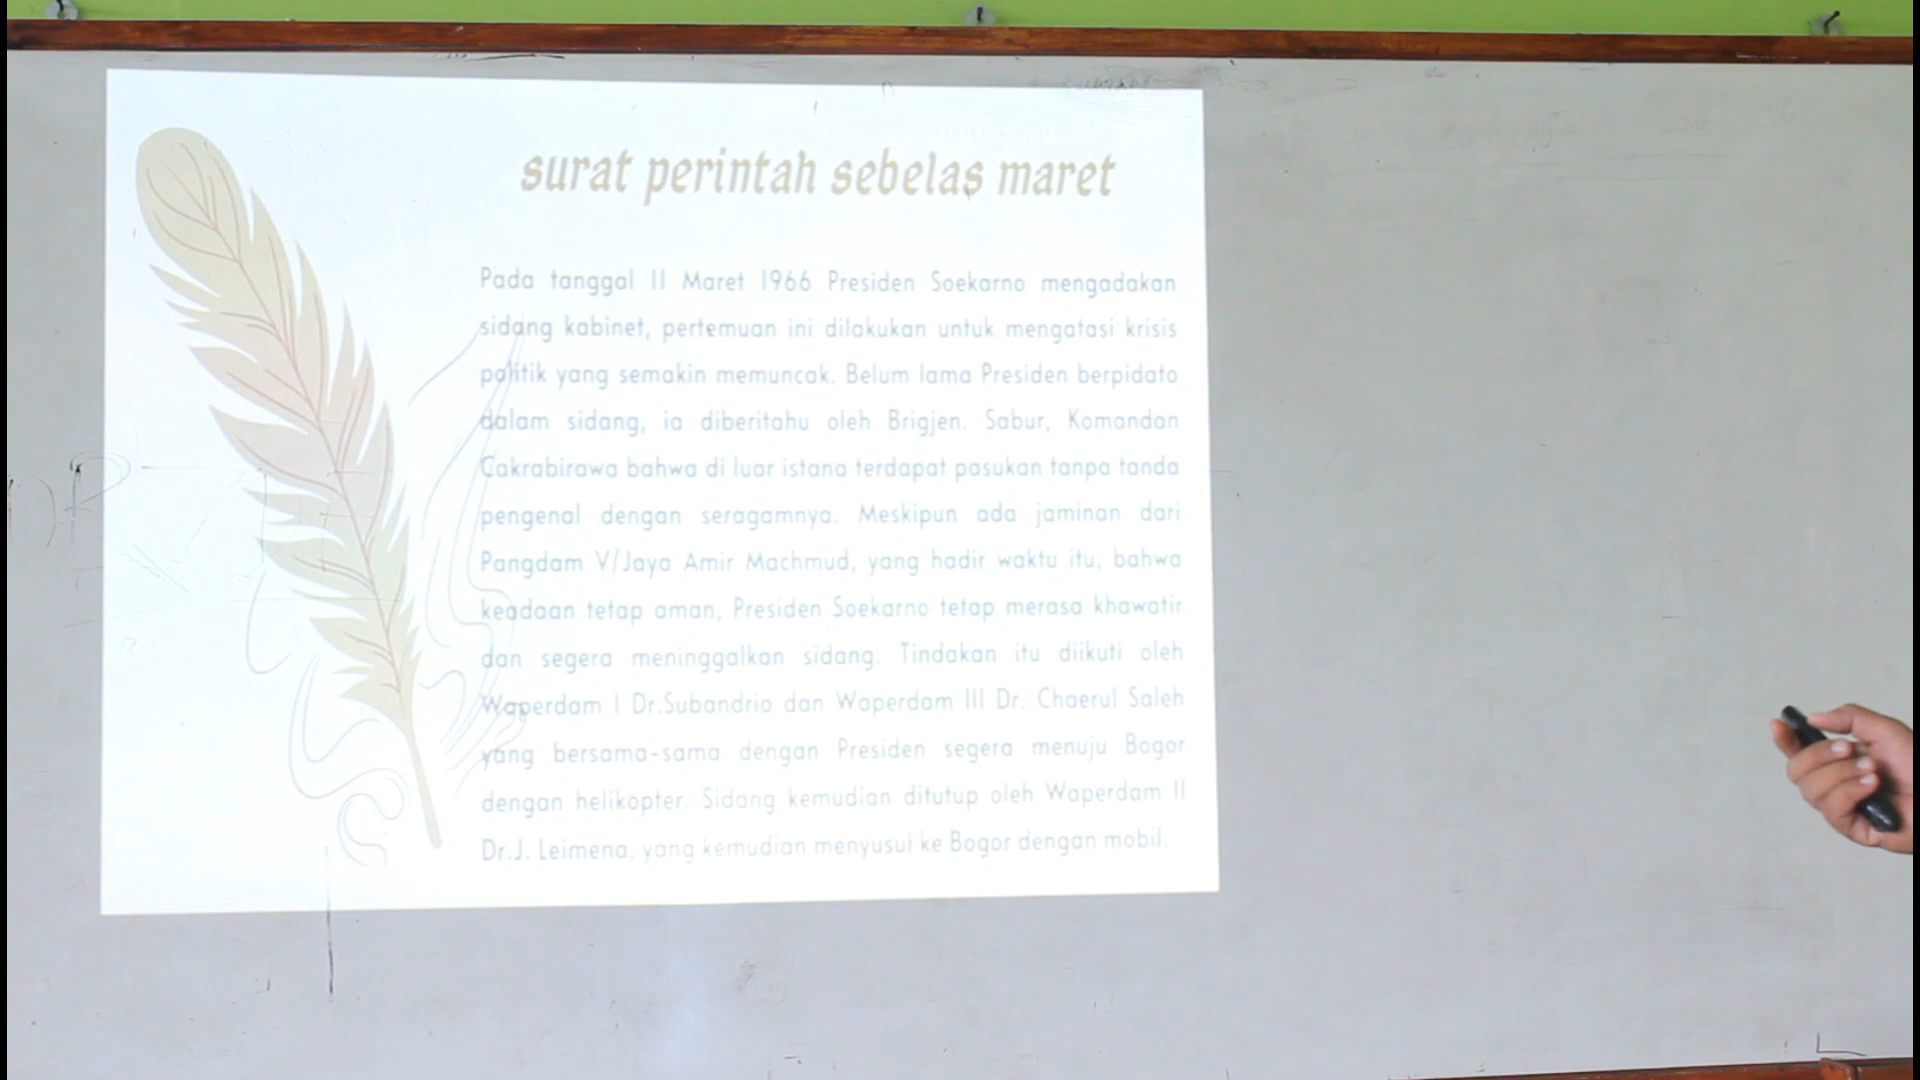 surat perintah sebelas maret
Pada tanggal 11 Maret 1966 Presiden Soekarno mengadakan
sidang kabinet, pertemuan ini dilakukan untuk mengatasi krisis
politik yang semakin memuncak. Belum lama Presiden berpidato
dalam sidang, ia diberitahu oleh Brigjen. Sabur, Komandan
Cakrabirawa bahwa di luar istana terdapat pasukan tanpa tanda
pengenal dengan seragamnya. Meskipun ada jaminan dari
Pangdam V/Jaya Amir Machmud, yang hadir waktu itu, bahwa
keadaan tetap aman, Presiden Soekarno tetap merasa khawatir
dan segera meninggalkan sidang. Tindakan itu diikuti oleh
Waperdam I Dr.Subandrio dan Waperdam III Dr. Chaerul Saleh
yang bersama-sama dengan Presiden segera menuju Bogor
dengan helikopter. Sidang kemudian ditutup oleh Waperdam II
Dr.J. Leimena, yang kemudian menyusul ke Bogor dengan mobil.